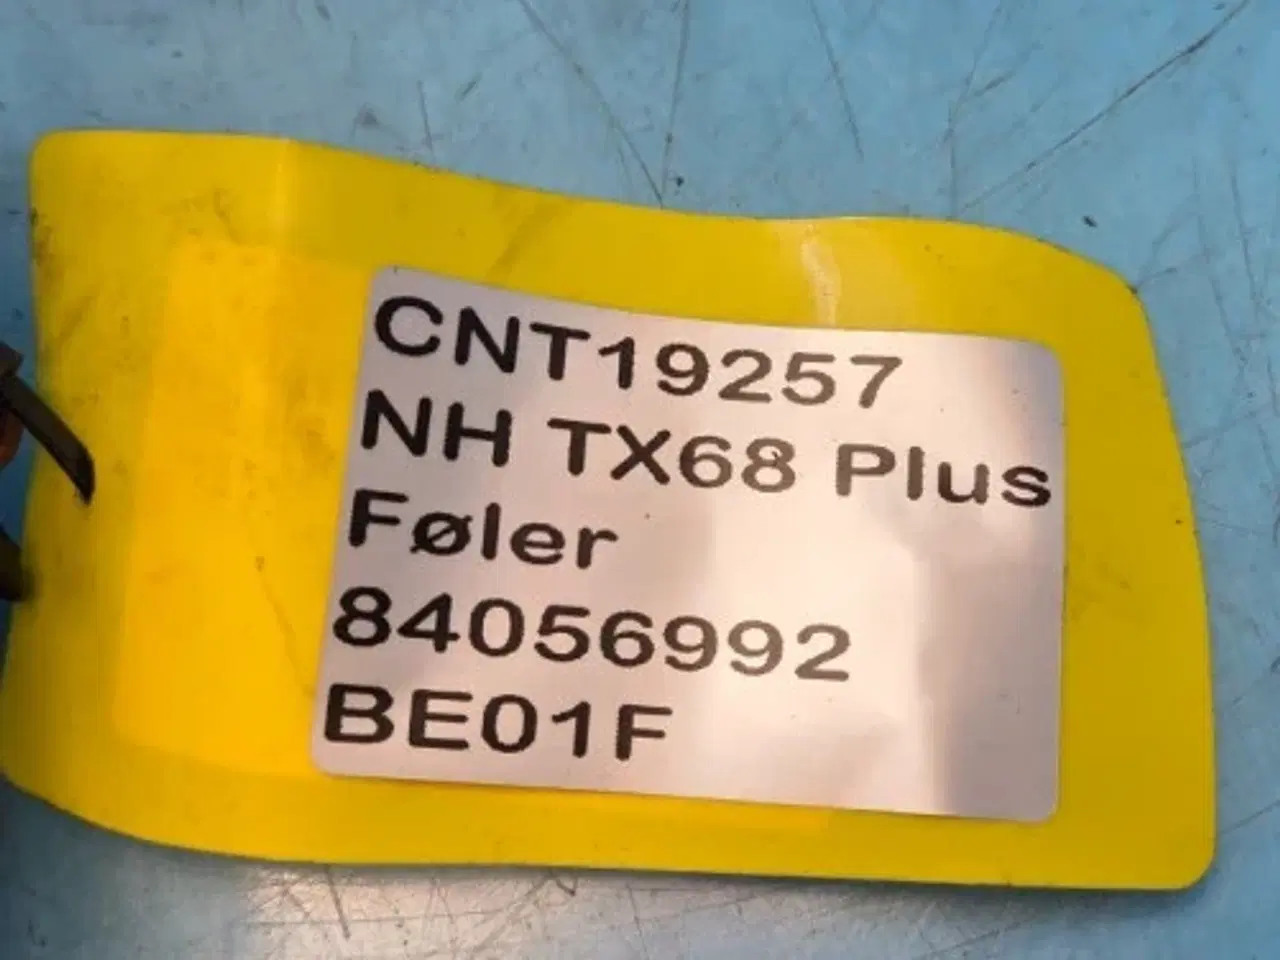 CNT19257
NH TX68 Plus
Føler
84056992
BE01F